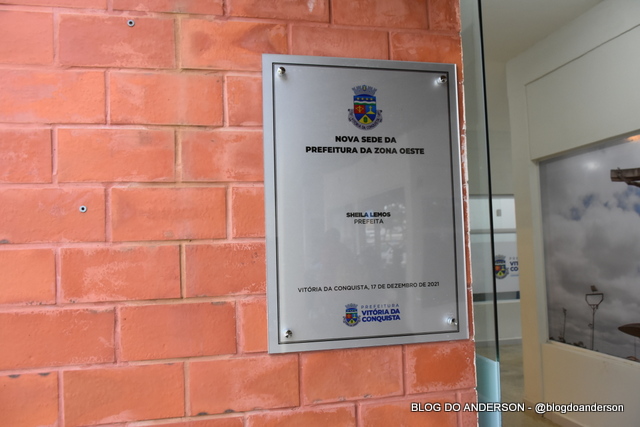 NOVA SEDE DA
PREFEITURA DA ZONA OESTE
SHEILA LEMOS
PREFEITA
VITÓRIA DA CONQUISTA, 17 DE DEZEMBRO DE 2021
PREFEITURA
VITÓRIA DA
CONQUISTA
BLOG DO ANDERSON - @blogdoanderson